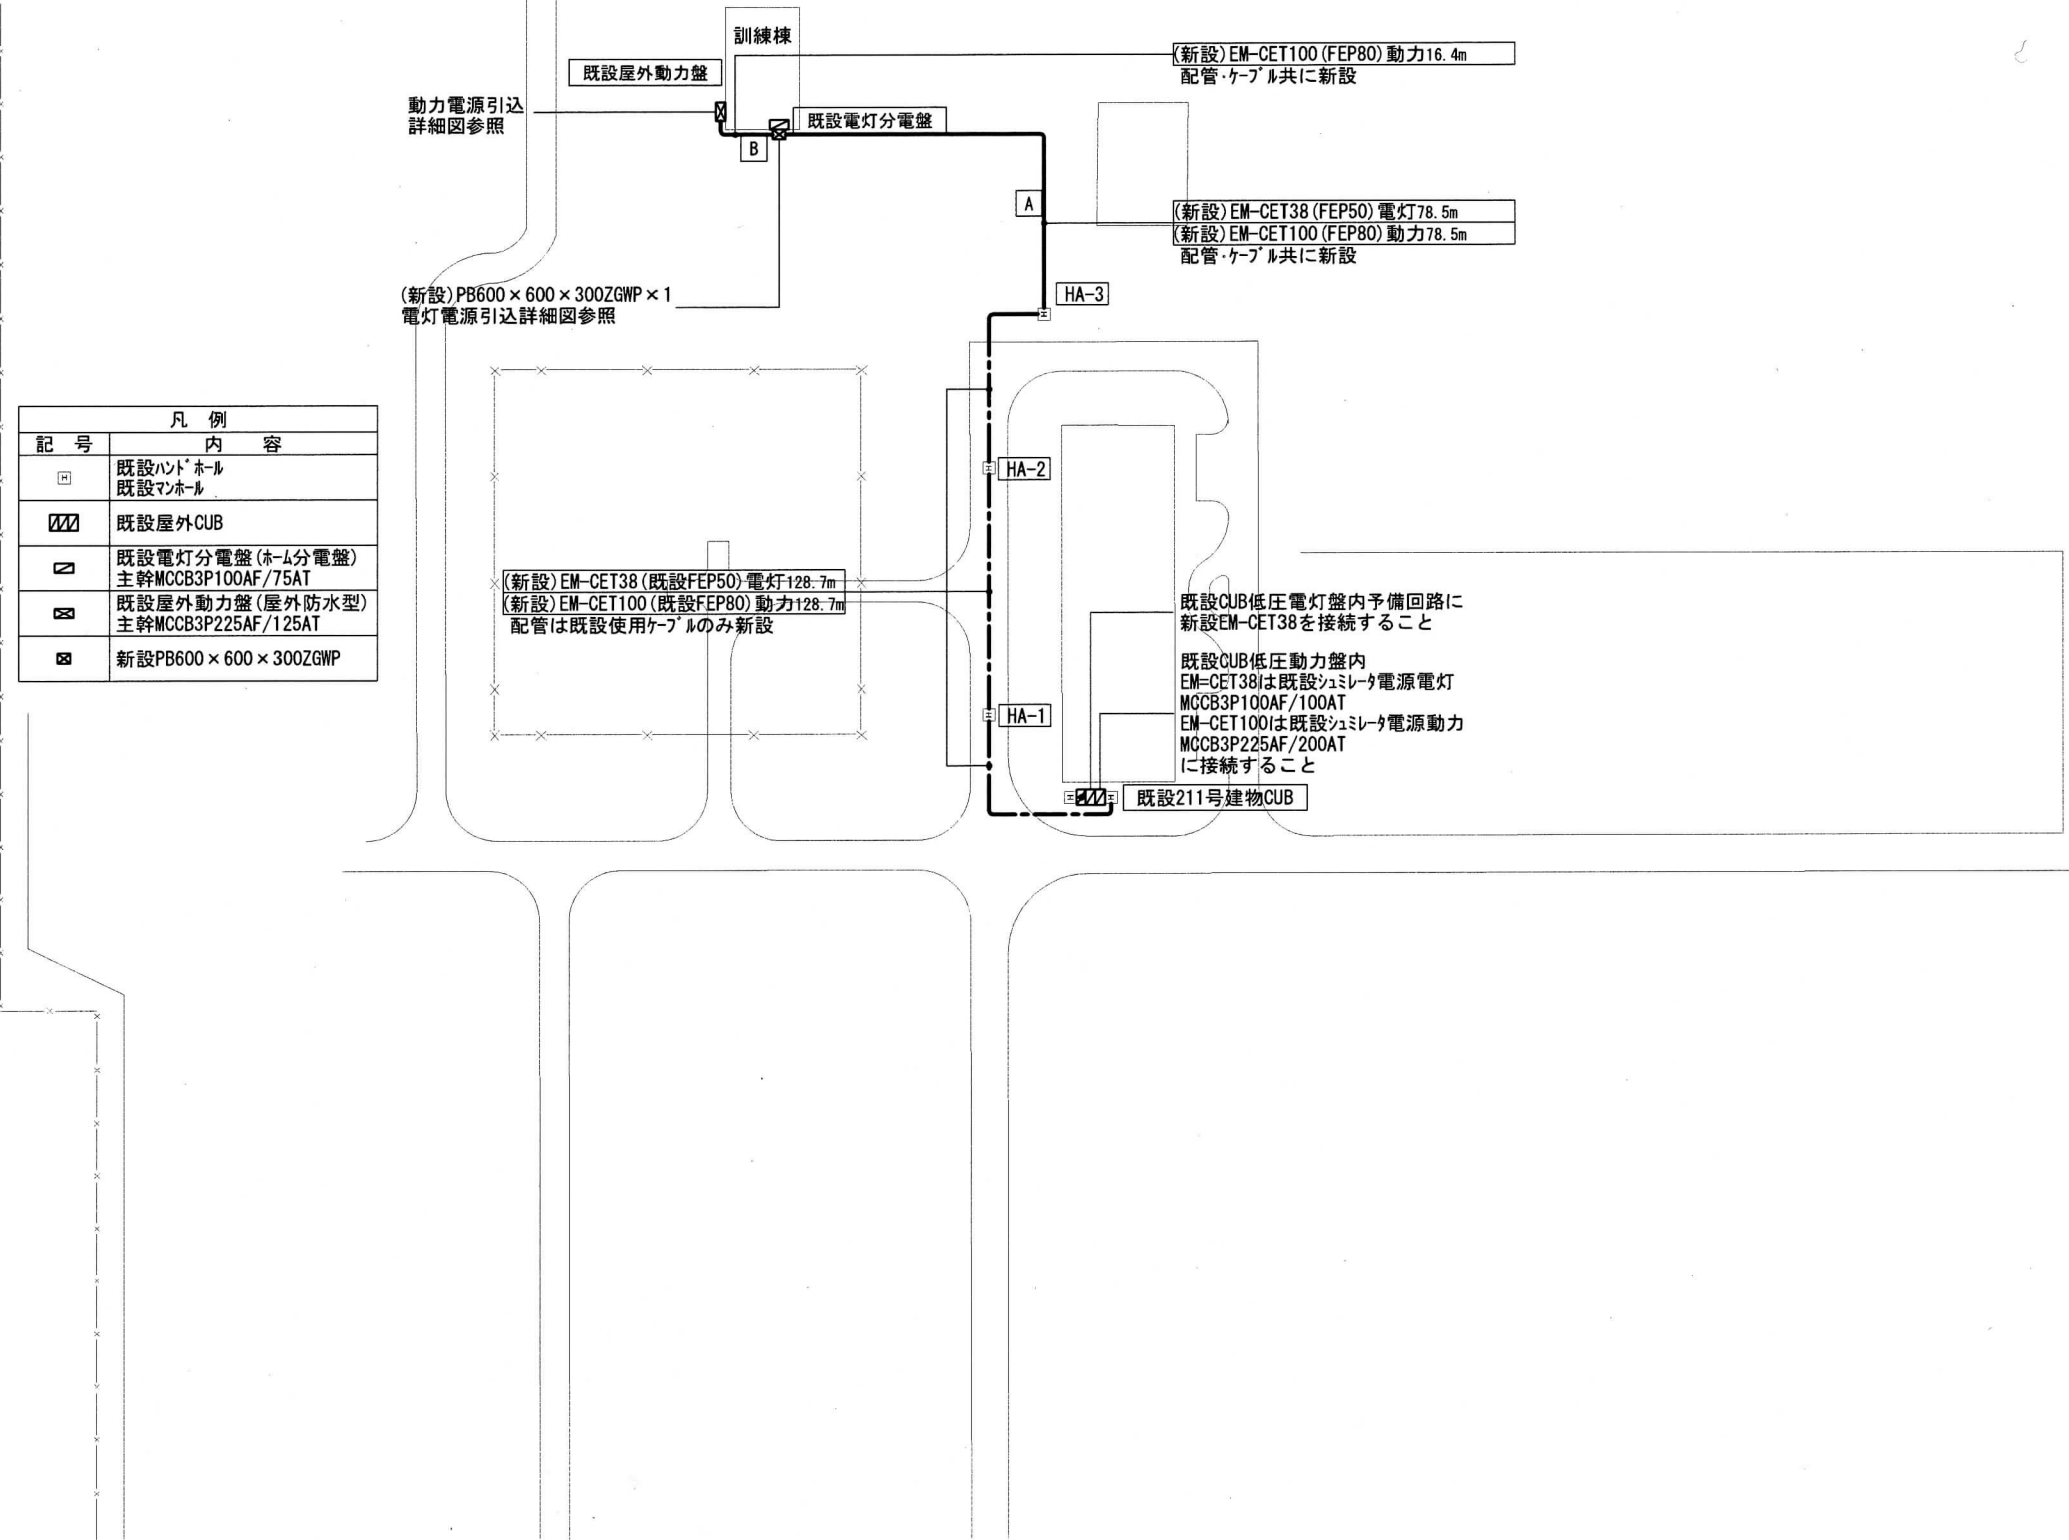 訓練棟
既設屋外動力盤
動力電源引込
詳細図参照
既設電灯分電盤
B
(新設)EM-CET100(FEP80)動力16.4m
配管・ケーブル共に新設
A
(新設)EM-CET38(FEP50)電灯78.5m
(新設)EM-CET100(FEP80)動力78.5m
配管・ケーブル共に新設
(新設)PB600×600×300ZGWP×1
電灯電源引込詳細図参照
HA-3
凡 例
記 号 内 容
H 既設ハンドホール
既設マンホール
既設屋外CUB
既設電灯分電盤(ホーム分電盤)
主幹MCCB3P100AF/75AT
既設屋外動力盤(屋外防水型)
主幹MCCB3P225AF/125AT
新設PB600×600×300ZGWP
HA-2
(新設)EM-CET38(既設FEP50)電灯128.7m
(新設)EM-CET100(既設FEP80)動力128.7m
配管は既設使用ケーブルのみ新設
HA-1
既設CUB低圧電灯盤内予備回路に
新設EM-CET38を接続すること
既設CUB低圧動力盤内
EM=CET38は既設シュミレータ電源電灯
MCCB3P100AF/100AT
EM-CET100は既設シュミレータ電源動力
MCCB3P225AF/200AT
に接続すること
既設211号建物CUB